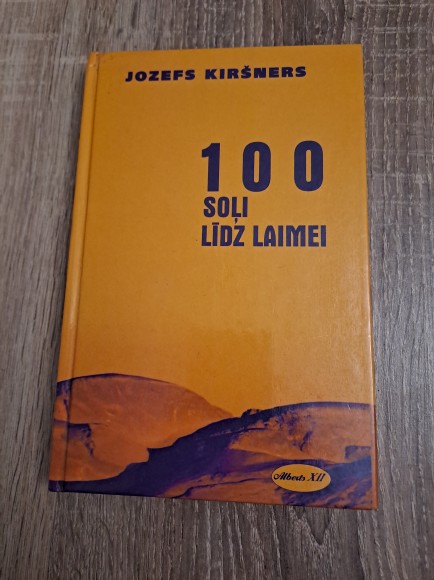 JOZEFS KIRŠNERS
100
SOĻI
LĪDZ LAIMEI
Alberts XII